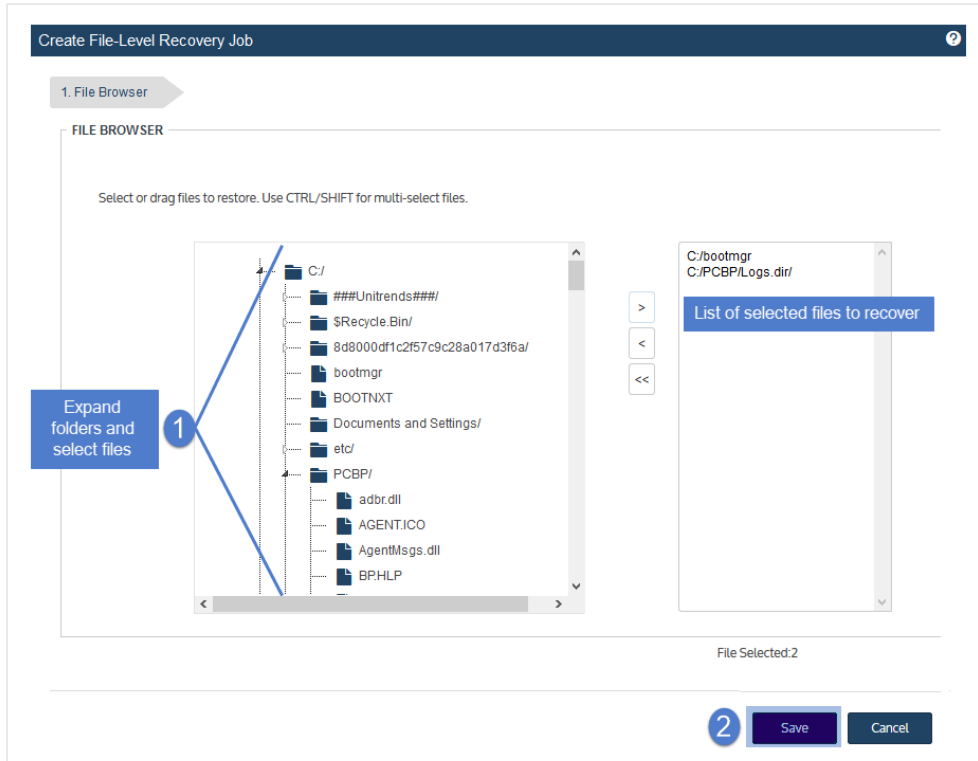 Create File-Level Recovery Job
?
1. File Browser
FILE BROWSER
Select or drag files to restore. Use CTRL/SHIFT for multi-select files.
C:/
###Unitrends###/
$Recycle.Bin/
8d8000df1c2f57c9c28a017d3f6a/
bootmgr
BOOTNXT
Documents and Settings/
etc/
PCBP/
adbr.dll
AGENT.ICO
AgentMsgs.dll
BP.HLP
Expand
folders and
select files
1
>
<
<<
C:/bootmgr
C:/PCBP/Logs.dir/
List of selected files to recover
File Selected:2
2
Save
Cancel